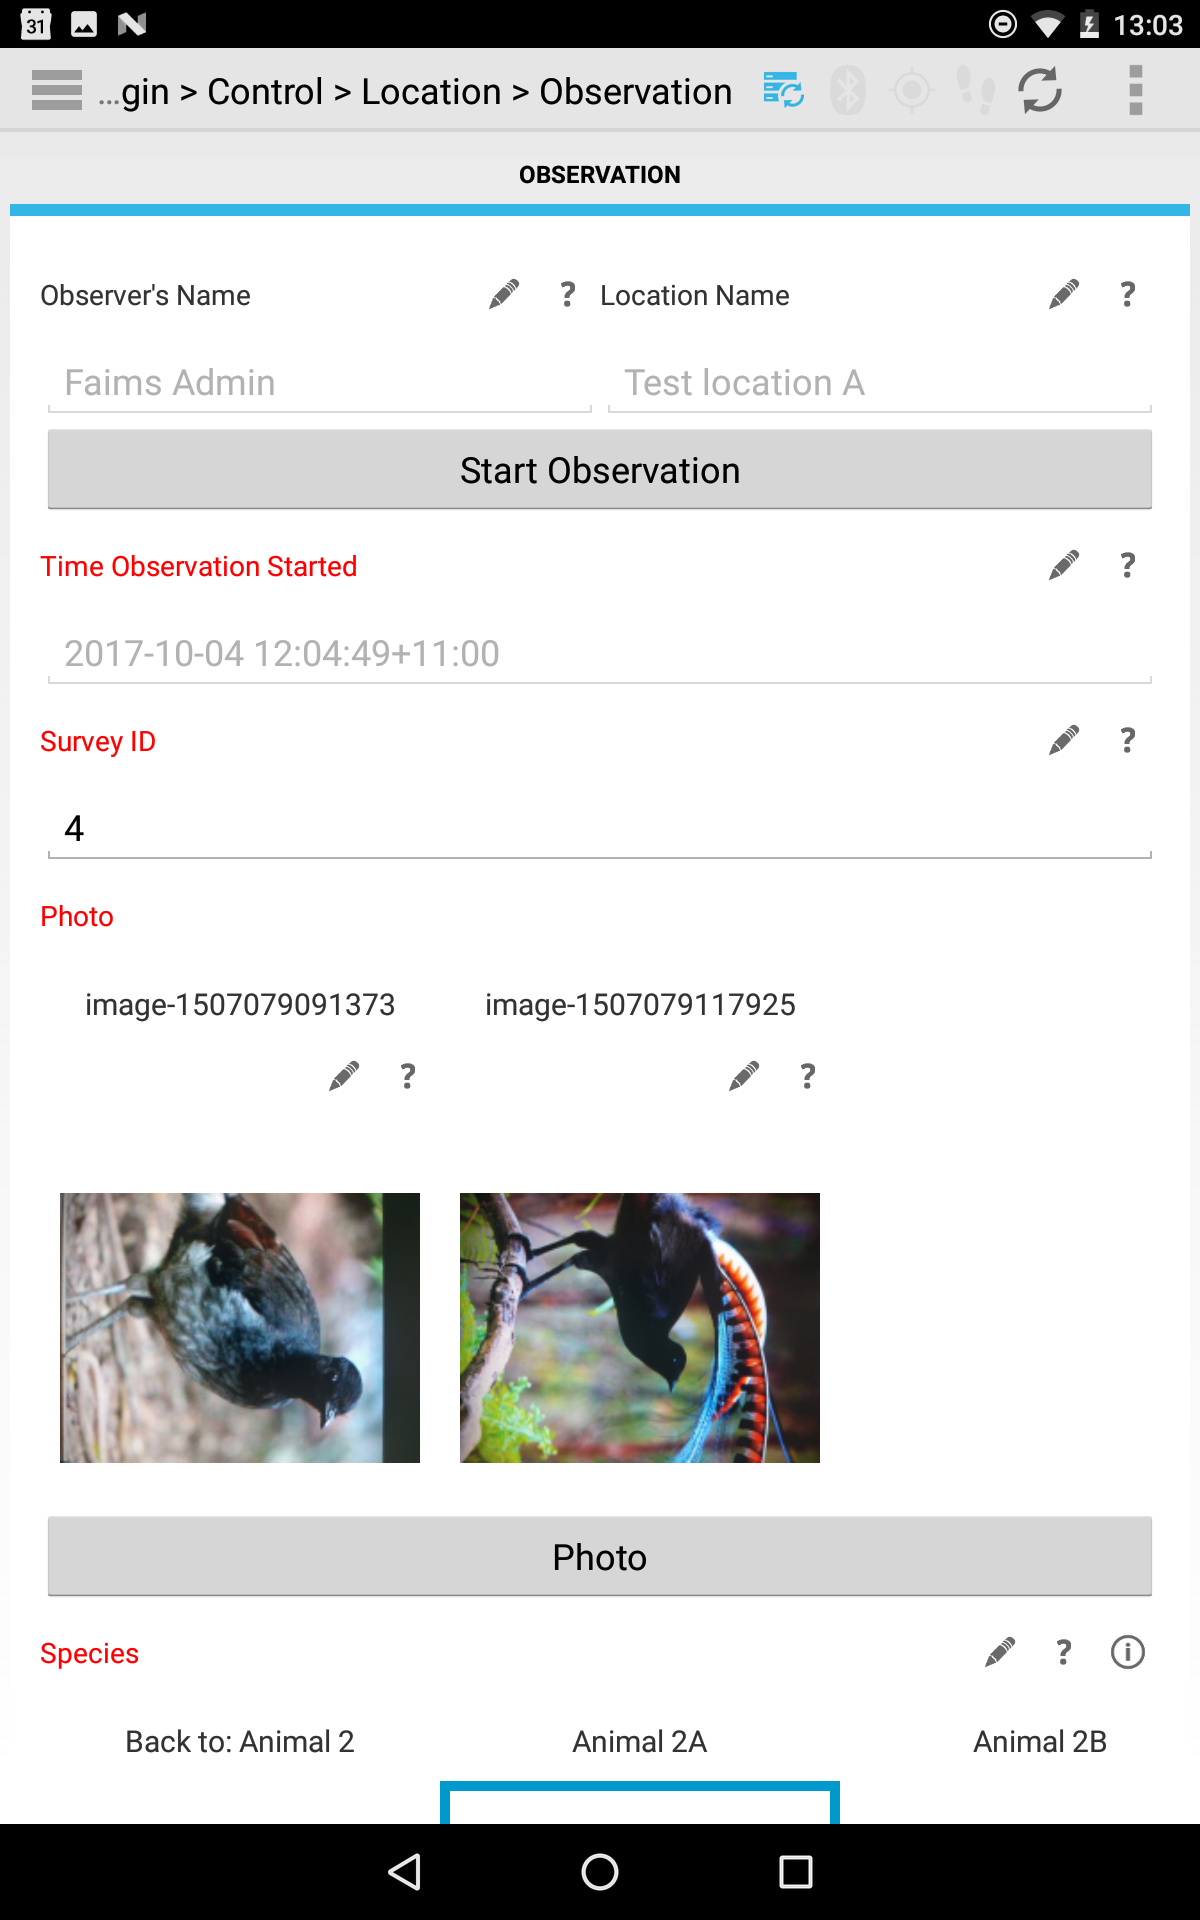 31
13:03
...gin > Control > Location > Observation
OBSERVATION
Observer's Name ? Location Name ?
Faims Admin Test location A
Start Observation
Time Observation Started ?
2017-10-04 12:04:49+11:00
Survey ID ?
4
Photo
image-1507079091373 image-1507079117925
? ?
Photo
Species ? i
Back to: Animal 2 Animal 2A Animal 2B